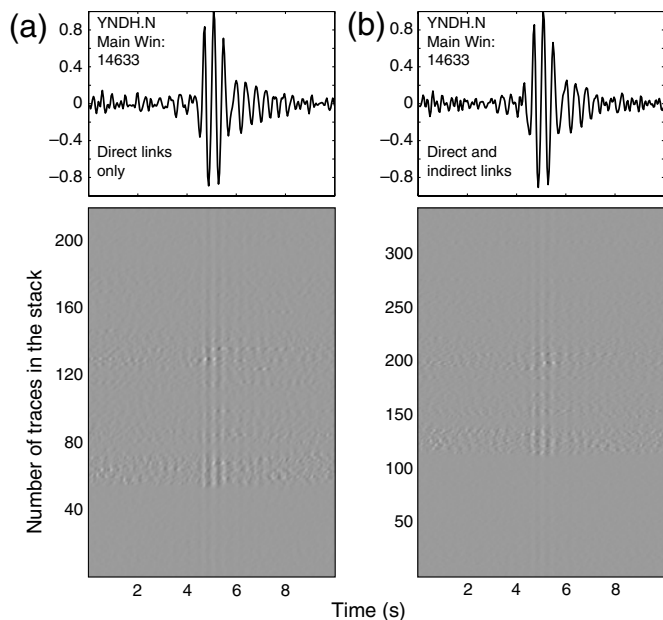 (a)
YNDH.N
Main Win:
14633
0.8
0.4
0
−0.4
−0.8
Direct links
only
(b)
YNDH.N
Main Win:
14633
0.8
0.4
0
−0.4
−0.8
Direct and
indirect links
Number of traces in the stack
200
160
120
80
40
2 4 6 8
300
250
200
150
100
50
2 4 6 8
Time (s)